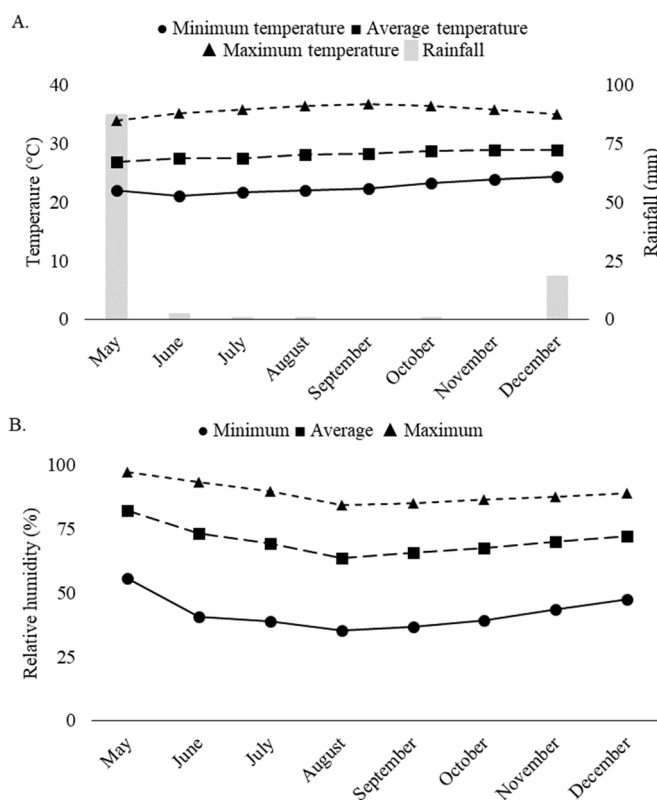 A.
Minimum temperature Average temperature
Maximum temperature Rainfall
40
30
20
10
0
Temperaure (°C)
100
75
50
25
0
Rainfall (mm)
May
June
July
August
September
October
November
December
B.
Minimum Average Maximum
100
75
50
25
0
Relative humidity (%)
May
June
July
August
September
October
November
December